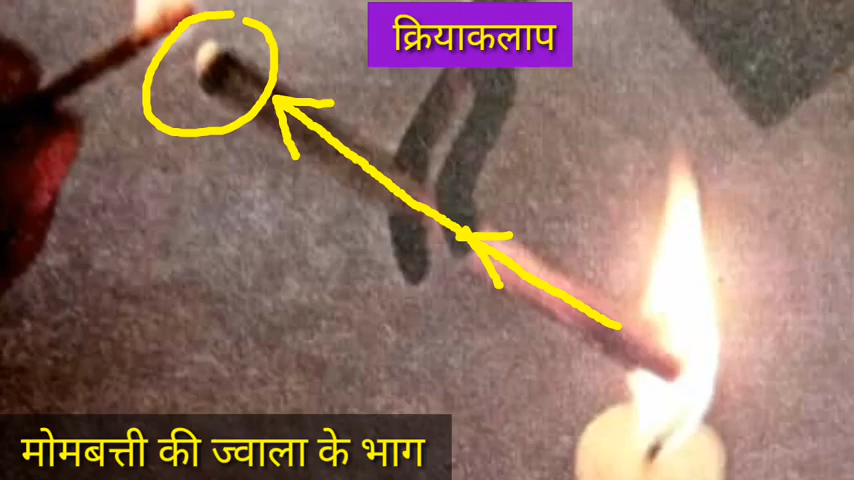 क्रियाकलाप
मोमबत्ती की ज्वाला के भाग